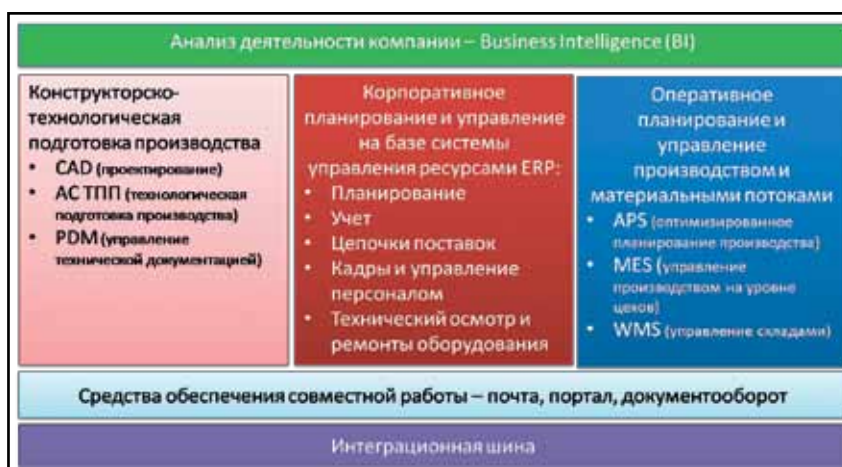 Анализ деятельности компании – Business Intelligence (BI)
Конструкторско-
технологическая
подготовка производства
• CAD (проектирование)
• АС ТПП (технологическая
подготовка производства)
• PDM (управление
технической документацией)
Корпоративное
планирование и управление
на базе системы
управления ресурсами ERP:
• Планирование
• Учет
• Цепочки поставок
• Кадры и управление
персоналом
• Технический осмотр и
ремонты оборудования
Оперативное
планирование и
управление
производством и
материальными потоками
• APS (оптимизированное
планирование производства)
• MES (управление
производством на уровне
цехов)
• WMS (управление складами)
Средства обеспечения совместной работы – почта, портал, документооборот
Интеграционная шина